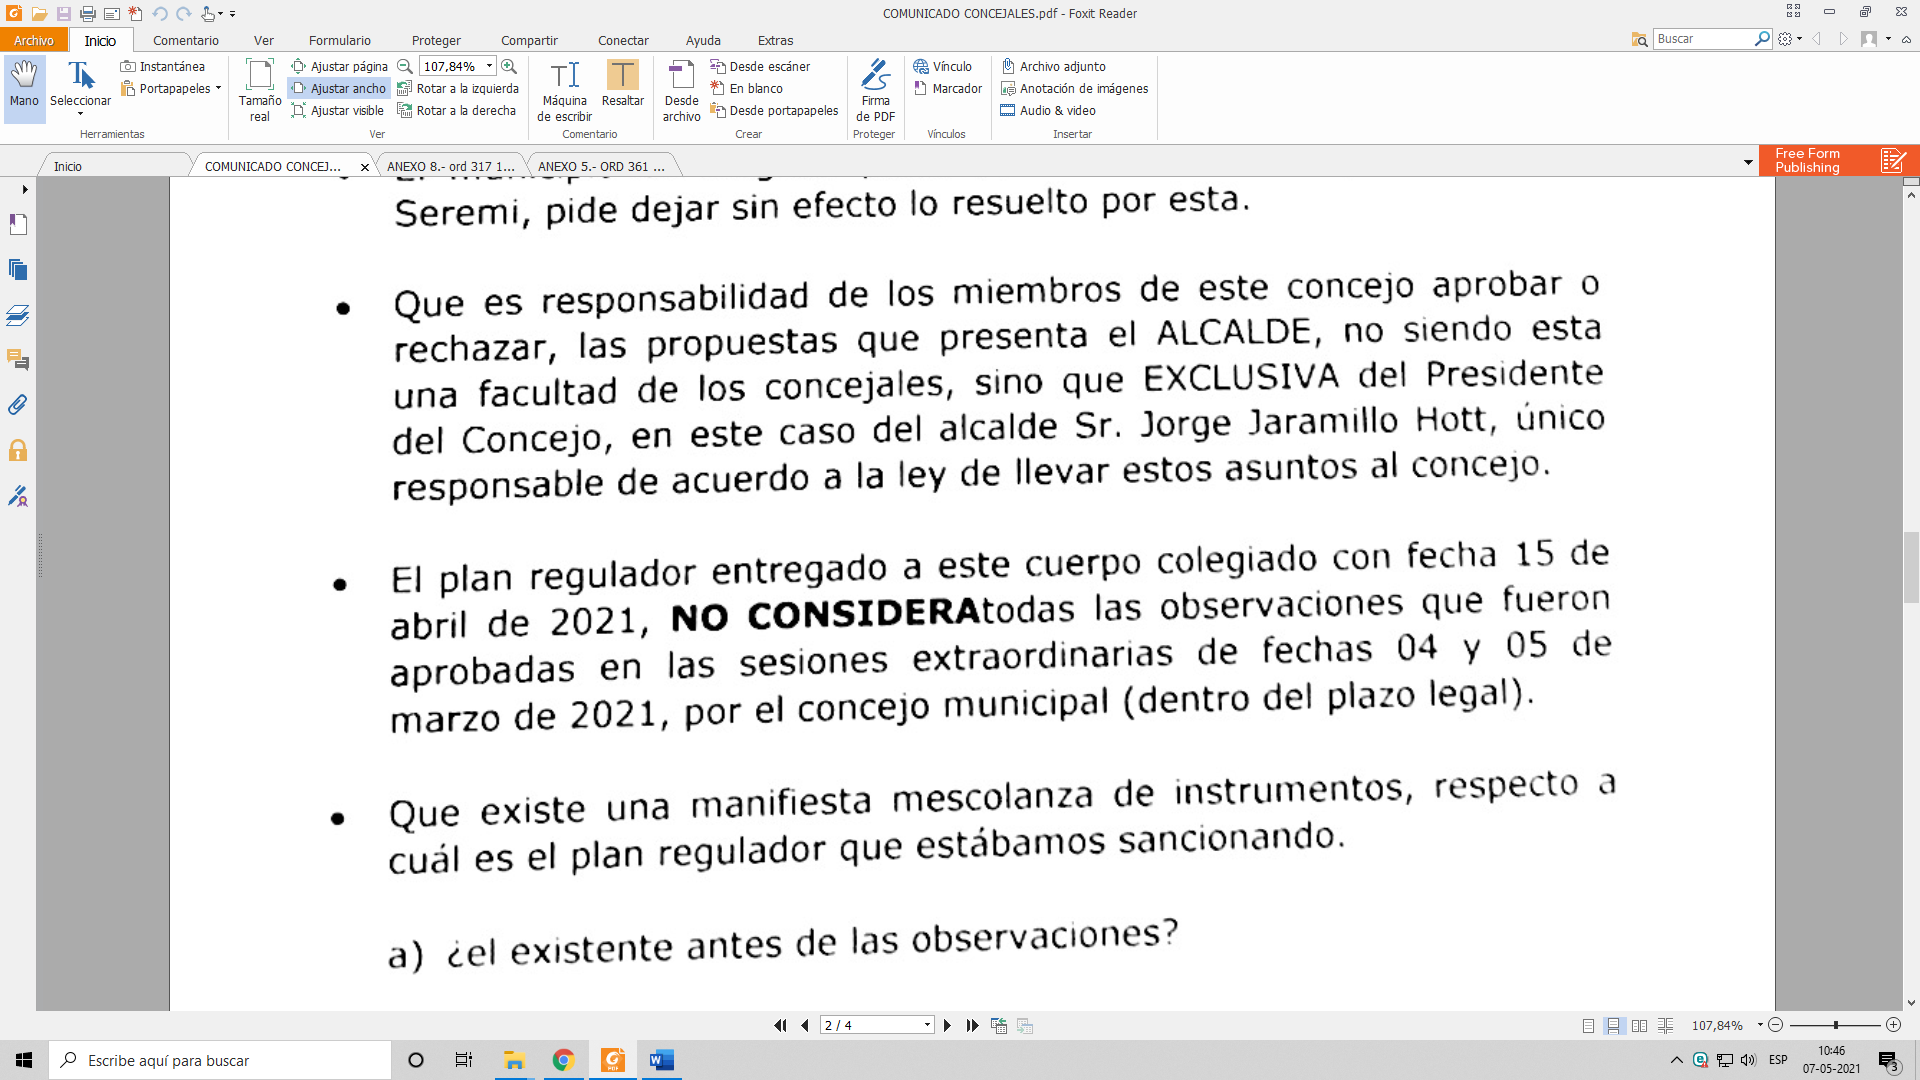 COMUNICADO CONCEJALES.pdf - Foxit Reader
Archivo Inicio Comentario Ver Formulario Proteger Compartir Conectar Ayuda Extras Buscar
Mano
Seleccionar
Instantánea
Portapapeles
Herramientas
Tamaño
real
Ajustar página
Ajustar ancho
Ajustar visible
107,84%
Rotar a la izquierda
Rotar a la derecha
Ver
Máquina
de escribir
Resaltar
Comentario
Desde
archivo
Desde escáner
En blanco
Desde portapapeles
Crear
Firma
de PDF
Proteger
Vínculo
Marcador
Vínculos
Archivo adjunto
Anotación de imágenes
Audio & video
Insertar
Inicio
COMUNICADO CONCEJ...
ANEXO 8.- ord 317 1...
ANEXO 5.- ORD 361 ...
Free Form
Publishing
Seremi, pide dejar sin efecto lo resuelto por esta.
• Que es responsabilidad de los miembros de este concejo aprobar o
rechazar, las propuestas que presenta el ALCALDE, no siendo esta
una facultad de los concejales, sino que EXCLUSIVA del Presidente
del Concejo, en este caso del alcalde Sr. Jorge Jaramillo Hott, único
responsable de acuerdo a la ley de llevar estos asuntos al concejo.
• El plan regulador entregado a este cuerpo colegiado con fecha 15 de
abril de 2021, NO CONSIDERAtodas las observaciones que fueron
aprobadas en las sesiones extraordinarias de fechas 04 y 05 de
marzo de 2021, por el concejo municipal (dentro del plazo legal).
• Que existe una manifiesta mescolanza de instrumentos, respecto a
cuál es el plan regulador que estábamos sancionando.
a) ¿el existente antes de las observaciones?
2 / 4
107,84%
Escribe aquí para buscar
ESP
10:46
07-05-2021
3